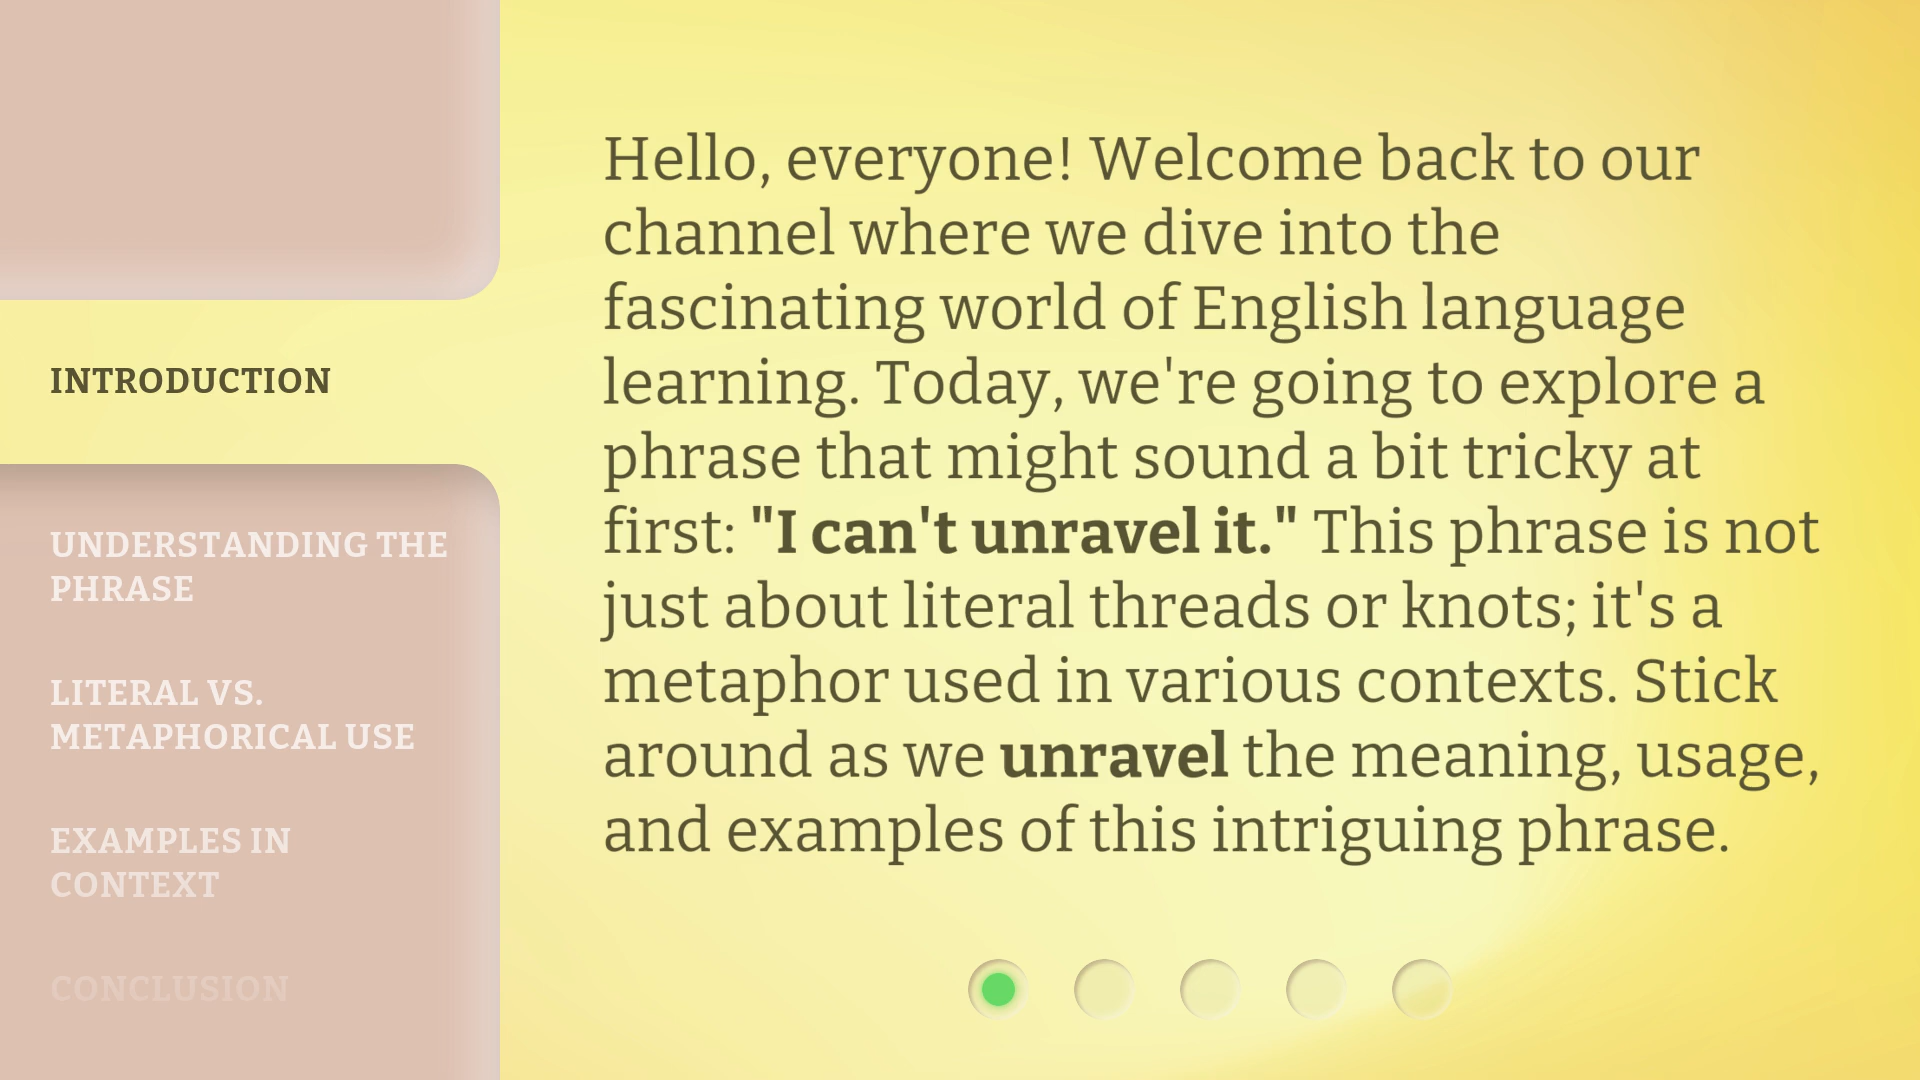 INTRODUCTION
UNDERSTANDING THE
PHRASE
LITERAL VS.
METAPHORICAL USE
EXAMPLES IN
CONTEXT
CONCLUSION
Hello, everyone! Welcome back to our
channel where we dive into the
fascinating world of English language
learning. Today, we're going to explore a
phrase that might sound a bit tricky at
first: "I can't unravel it." This phrase is not
just about literal threads or knots; it's a
metaphor used in various contexts. Stick
around as we unravel the meaning, usage,
and examples of this intriguing phrase.